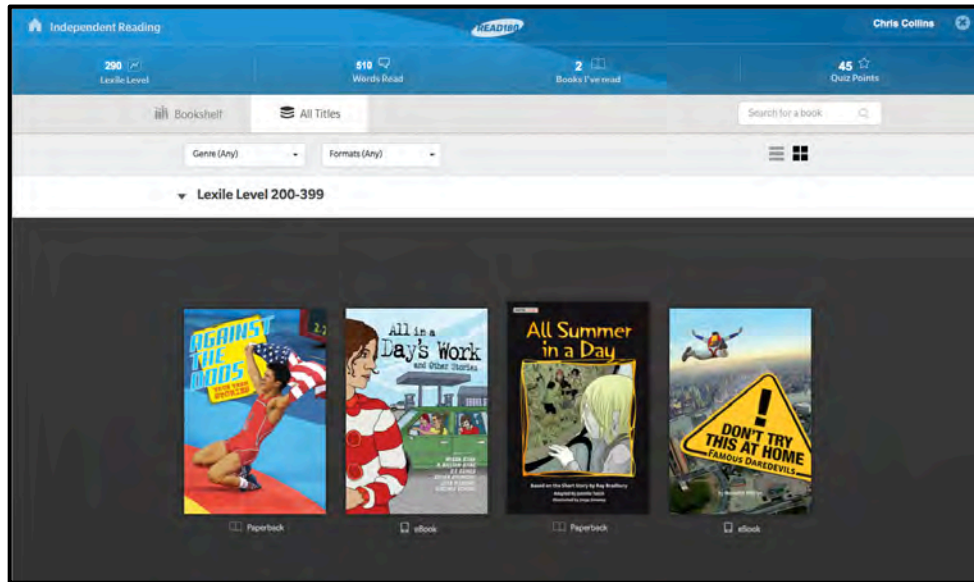 Independent Reading
READ180
Chris Collins
290
Lexile Level
510
Words Read
2
Books I've read
45
Quiz Points
Bookshelf
All Titles
Search for a book
Genre (Any)
Formats (Any)
Lexile Level 200-399
AGAINST
THE
ODDS
TRUE TEEN
STORIES
All in a
Day's Work
and Other Stories
All Summer
in a Day
Based on the Short Story by Ray Bradbury
!
DON'T TRY
THIS AT HOME
FAMOUS DAREDEVILS
Paperback
eBook
Paperback
eBook